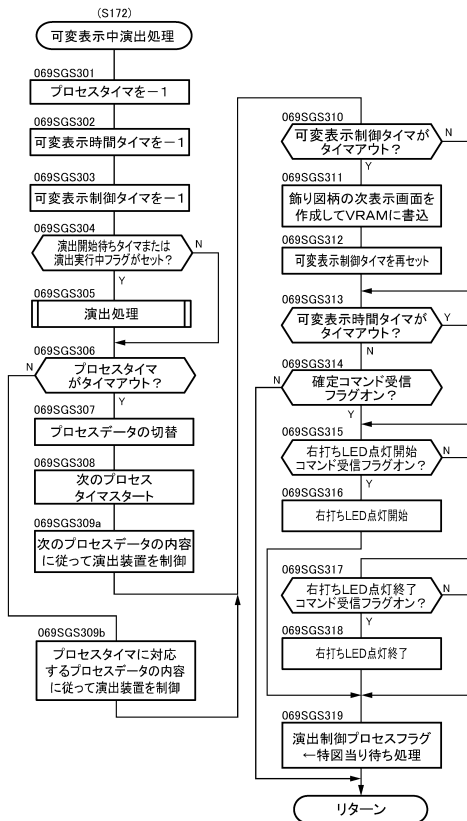 (S172)
可変表示中演出処理
069SGS301
プロセスタイマを－1
069SGS302
可変表示時間タイマを－1
069SGS303
可変表示制御タイマを－1
069SGS304
演出開始待ちタイマまたは
演出実行中フラグがセット？
N
Y
069SGS305
演出処理
069SGS306
N
プロセスタイマ
がタイムアウト？
Y
069SGS307
プロセスデータの切替
069SGS308
次のプロセス
タイマスタート
069SGS309a
次のプロセスデータの内容
に従って演出装置を制御
069SGS309b
プロセスタイマに対応
するプロセスデータの内容
に従って演出装置を制御
069SGS310
可変表示制御タイマが
タイマアウト？
N
Y
069SGS311
飾り図柄の次表示画面を
作成してVRAMに書込
069SGS312
可変表示制御タイマを再セット
069SGS313
可変表示時間タイマが
タイマアウト？
Y
N
069SGS314
N
確定コマンド受信
フラグオン？
Y
069SGS315
右打ちLED点灯開始
コマンド受信フラグオン？
N
Y
069SGS316
右打ちLED点灯開始
069SGS317
右打ちLED点灯終了
コマンド受信フラグオン？
N
Y
069SGS318
右打ちLED点灯終了
069SGS319
演出制御プロセスフラグ
←特図当り待ち処理
リターン